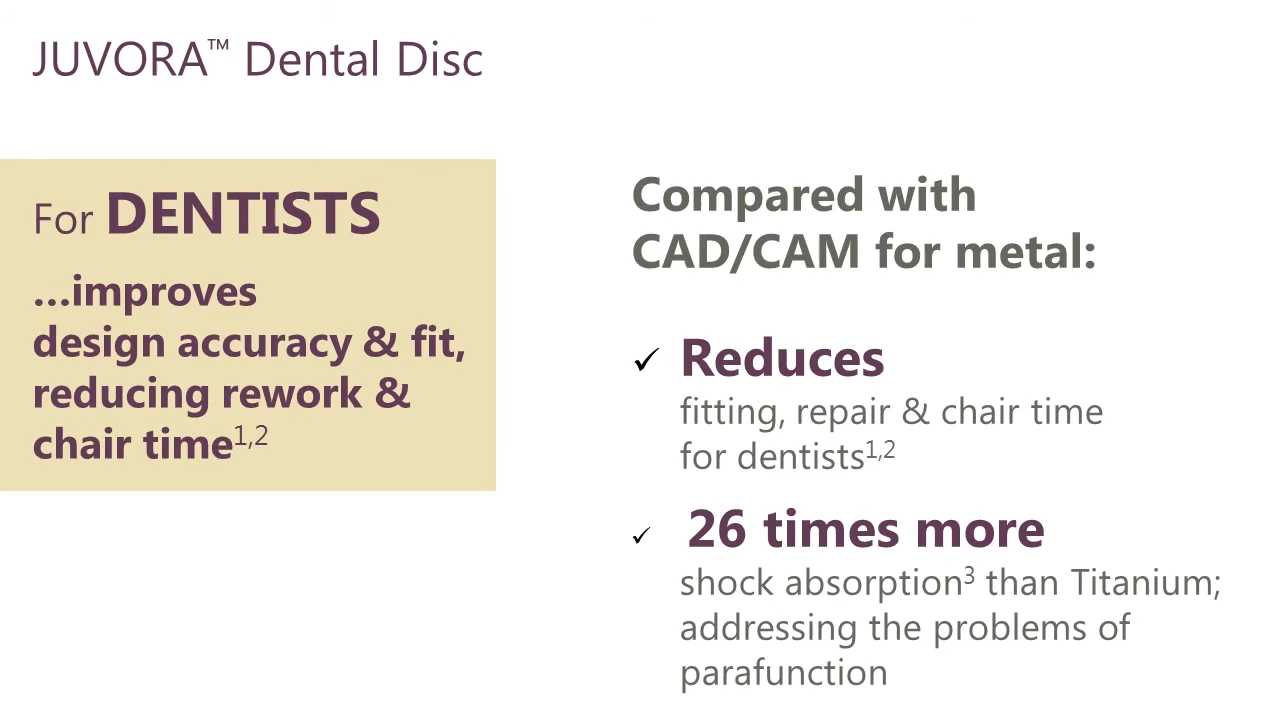 JUVORA™ Dental Disc
For DENTISTS
...improves
design accuracy & fit,
reducing rework &
chair time1,2
Compared with
CAD/CAM for metal:
✓ Reduces
fitting, repair & chair time
for dentists1,2
✓ 26 times more
shock absorption3 than Titanium;
addressing the problems of
parafunction